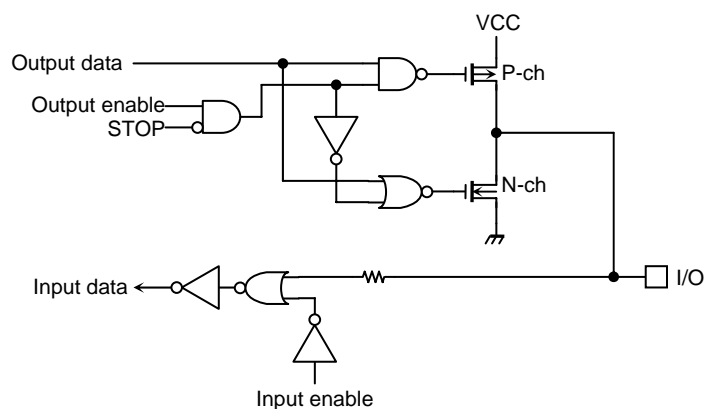 VCC
Output data
P-ch
Output enable
STOP
N-ch
Input data
I/O
Input enable